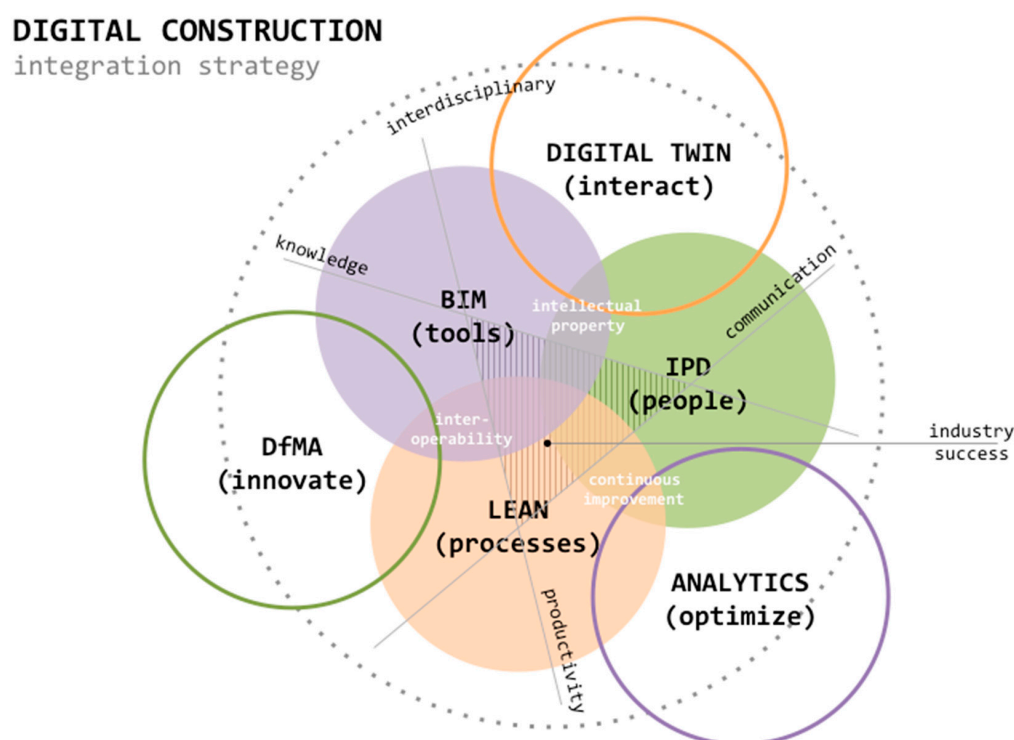 DIGITAL CONSTRUCTION
integration strategy
interdisciplinary
DIGITAL TWIN
(interact)
knowledge
communication
BIM
(tools)
intellectual
property
IPD
(people)
inter-
operability
industry
success
DfMA
(innovate)
continuous
improvement
LEAN
(processes)
ANALYTICS
(optimize)
productivity